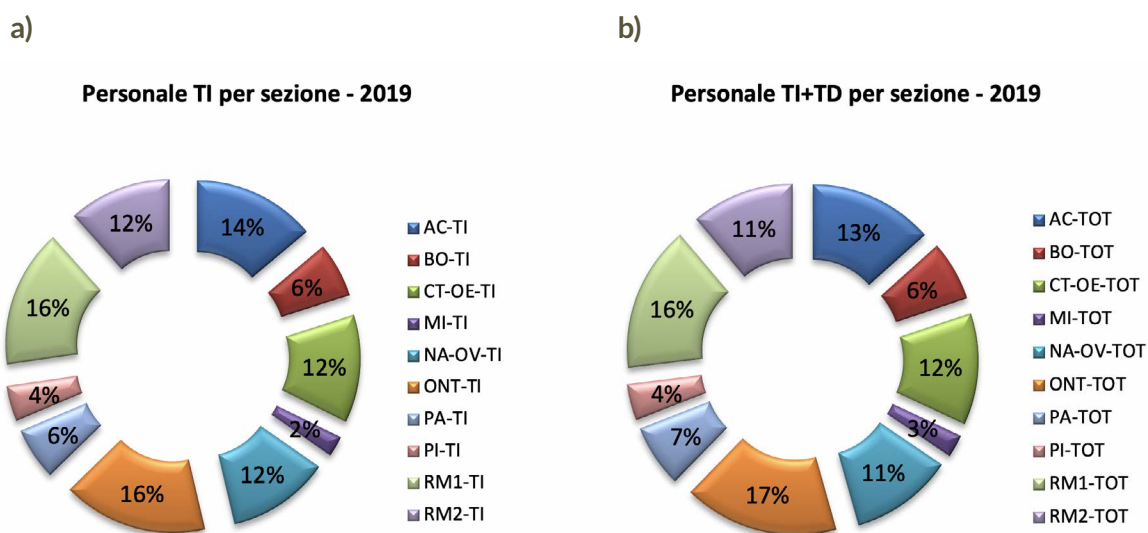 a)
Personale TI per sezione - 2019
14%
6%
12%
2%
12%
16%
6%
4%
16%
12%
AC-TI
BO-TI
CT-OE-TI
MI-TI
NA-OV-TI
ONT-TI
PA-TI
PI-TI
RM1-TI
RM2-TI
b)
Personale TI+TD per sezione - 2019
13%
6%
12%
3%
11%
17%
7%
4%
16%
11%
AC-TOT
BO-TOT
CT-OE-TOT
MI-TOT
NA-OV-TOT
ONT-TOT
PA-TOT
PI-TOT
RM1-TOT
RM2-TOT